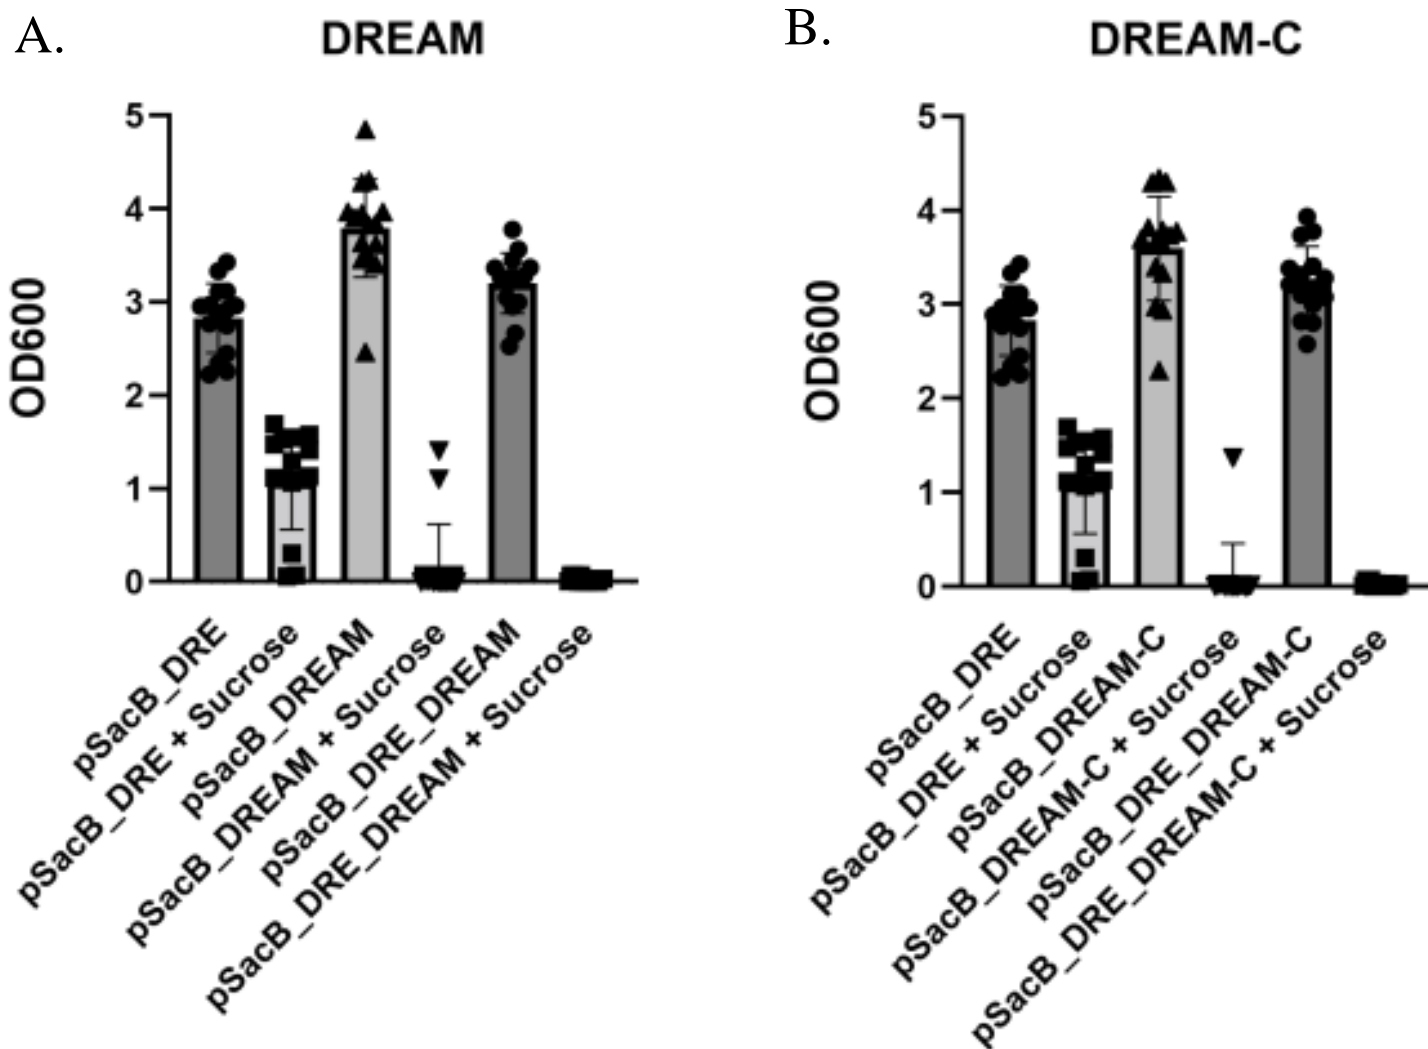 A.
DREAM
OD600
5
4
3
2
1
0
pSacB_DRE
pSacB_DRE + Sucrose
pSacB_DREAM
pSacB_DREAM + Sucrose
pSacB_DRE_DREAM
pSacB_DRE_DREAM + Sucrose
B.
DREAM-C
OD600
5
4
3
2
1
0
pSacB_DRE
pSacB_DRE + Sucrose
pSacB_DREAM-C
pSacB_DREAM-C + Sucrose
pSacB_DRE_DREAM-C
pSacB_DRE_DREAM-C + Sucrose